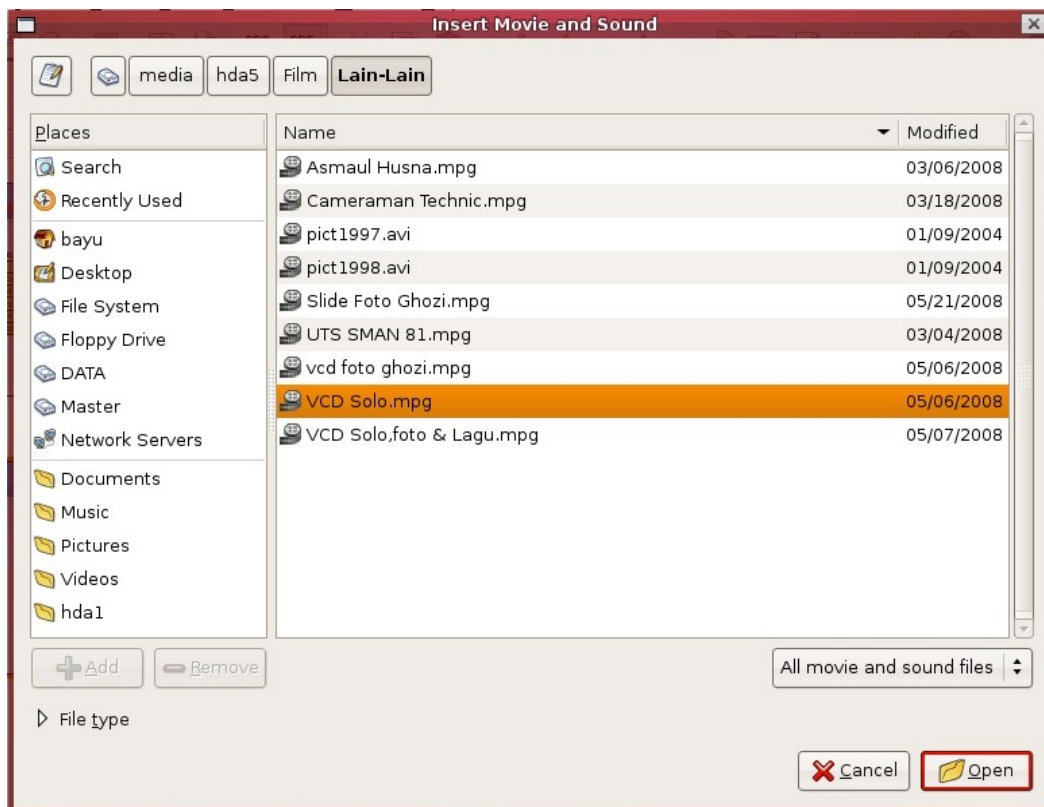 Insert Movie and Sound
media hda5 Film Lain-Lain
Places
Search
Recently Used
bayu
Desktop
File System
Floppy Drive
DATA
Master
Network Servers
Documents
Music
Pictures
Videos
hda1
Name Modified
Asmaul Husna.mpg 03/06/2008
Cameraman Technic.mpg 03/18/2008
pict1997.avi 01/09/2004
pict1998.avi 01/09/2004
Slide Foto Ghozi.mpg 05/21/2008
UTS SMAN 81.mpg 03/04/2008
vcd foto ghozi.mpg 05/06/2008
VCD Solo.mpg 05/06/2008
VCD Solo,foto & Lagu.mpg 05/07/2008
Add Remove
All movie and sound files
File type
Cancel Open